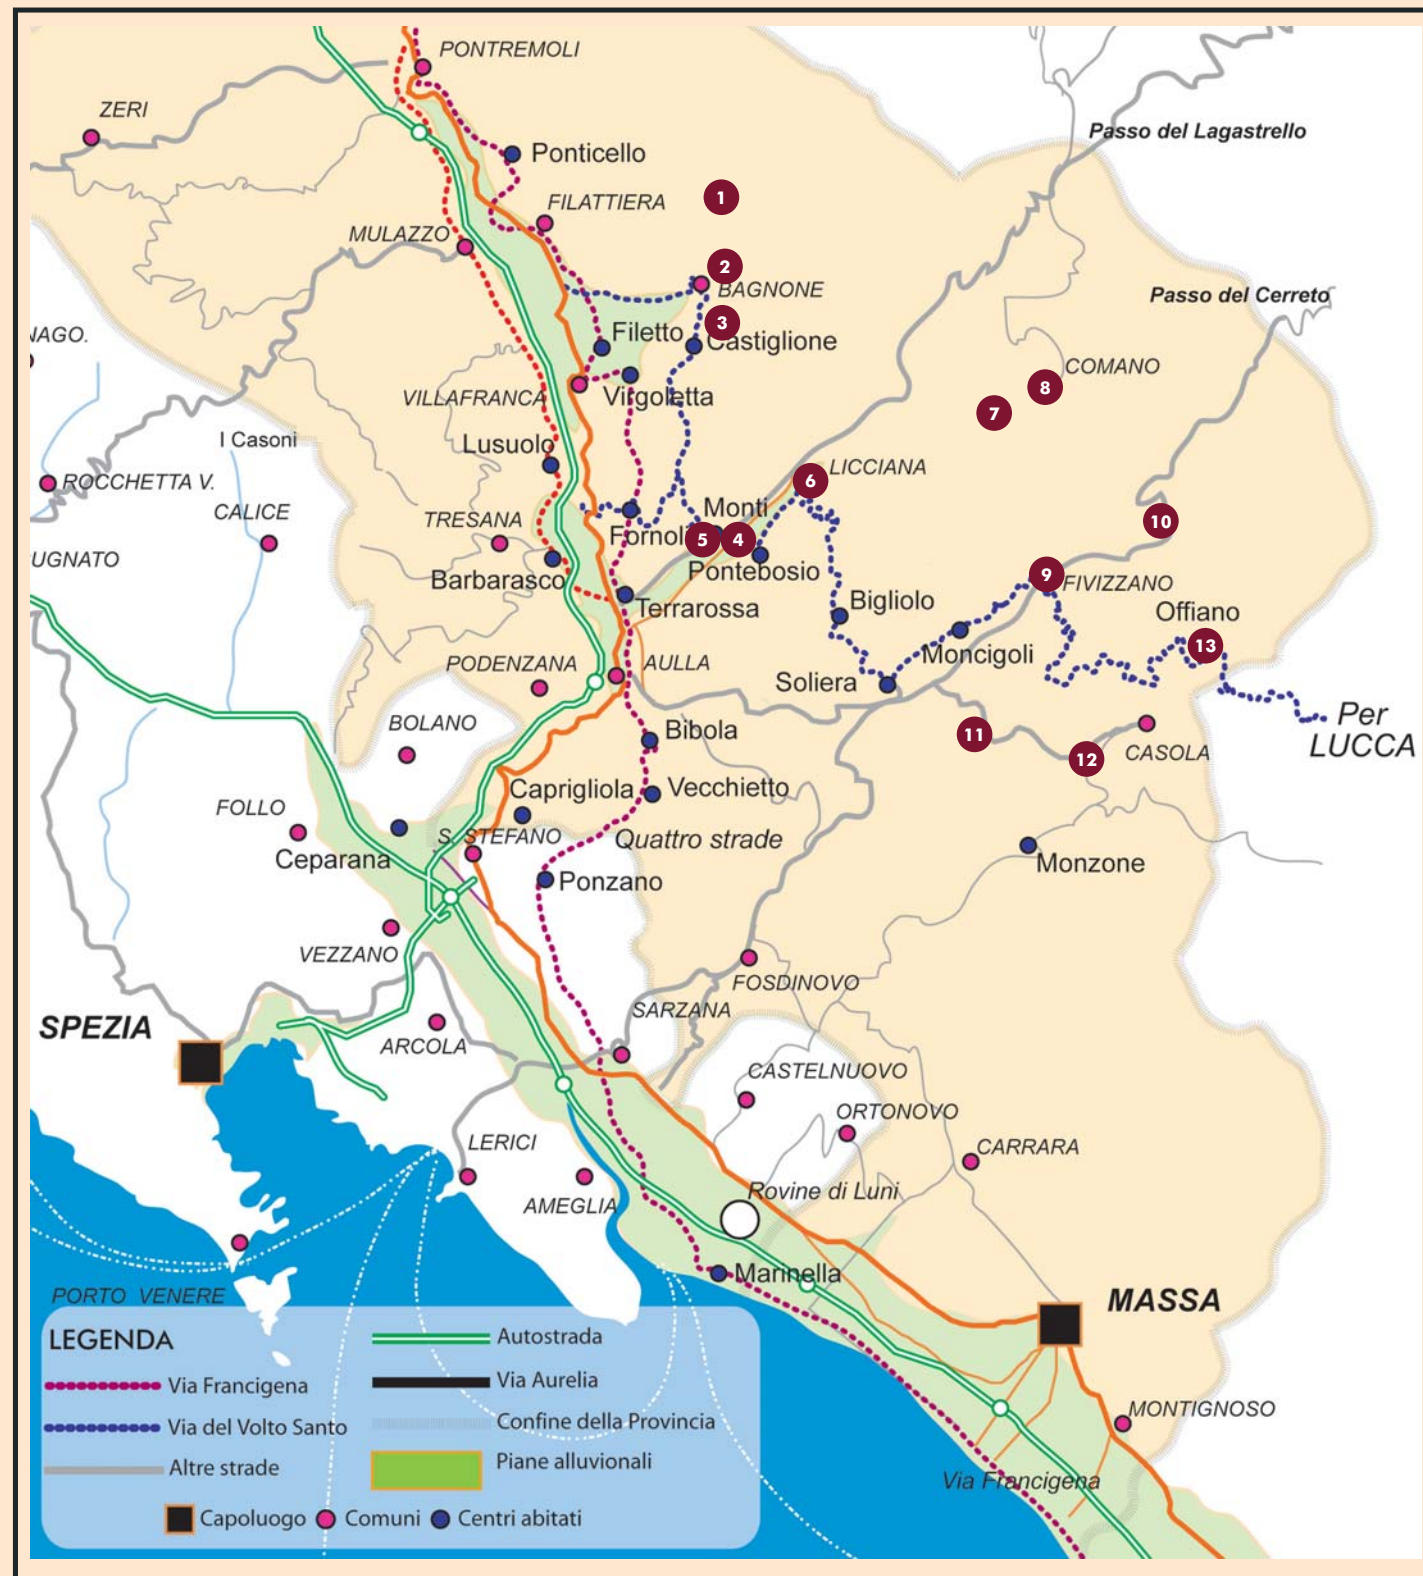 PONTREMOLI
ZERI
Passo del Lagastrello
Ponticello
1
FILATTIERA
MULAZZO
2
BAGNONE
Passo del Cerreto
3
Filetto
Castiglione
NAGO.
COMANO
8
VILLAFRANCA
Virgoletta
7
I Casoni
Lusuolo
LICCIANA
6
ROCCHETTA V.
CALICE
TRESANA
Monti
Fornoli
5
4
10
UGNATO
Barbarasco
Pontebosio
9
FIVIZZANO
Terrarossa
Bigliolo
Offiano
13
PODENZANA
AULLA
Moncigoli
Soliera
Per
LUCCA
BOLANO
Bibola
11
12
CASOLA
FOLLO
Caprigliola
Vecchietto
S. STEFANO
Quattro strade
Ceparana
Monzone
Ponzano
VEZZANO
FOSDINOVO
SPEZIA
SARZANA
ARCOLA
CASTELNUOVO
ORTONOVO
LERICI
CARRARA
AMEGLIA
Rovine di Luni
Marinella
PORTO VENERE
MASSA
LEGENDA
Autostrada
Via Francigena
Via Aurelia
Via del Volto Santo
Confine della Provincia
Altre strade
Piane alluvionali
Capoluogo
Comuni
Centri abitati
MONTIGNOSO
Via Francigena